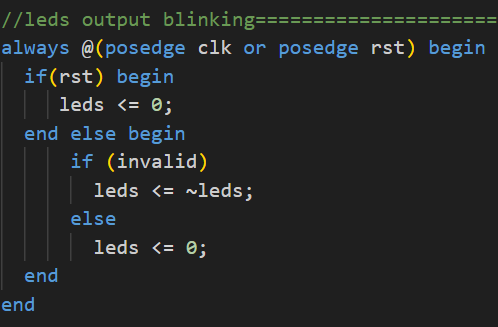 //leds output blinking=====================
always @(posedge clk or posedge rst) begin
if(rst) begin
leds <= 0;
end else begin
if (invalid)
leds <= ~leds;
else
leds <= 0;
end
end